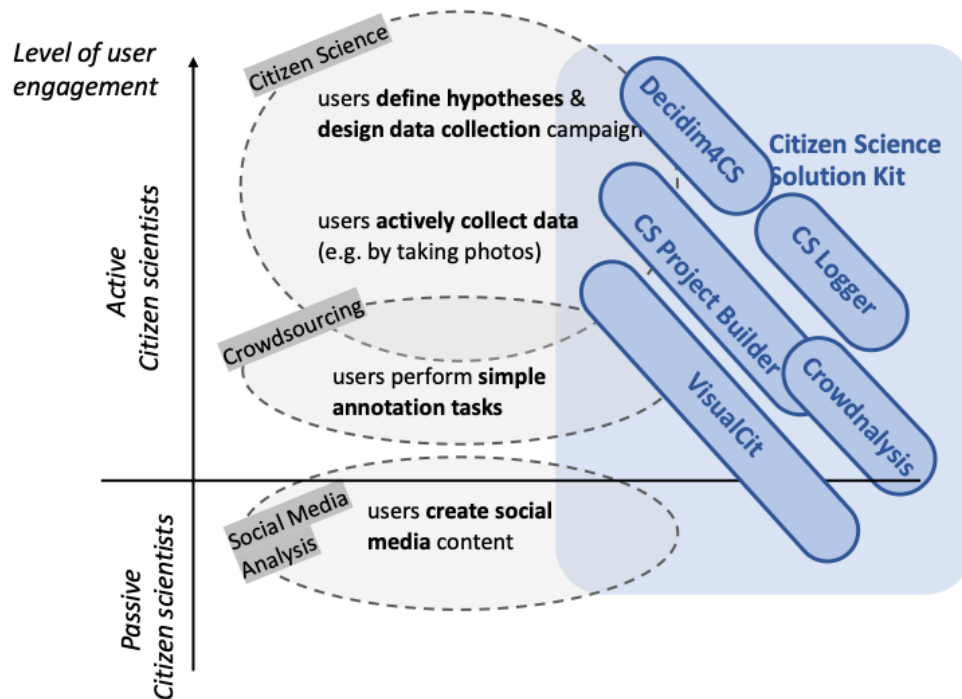 Level of user
engagement
Citizen Science
users define hypotheses &
design data collection campaign
users actively collect data
(e.g. by taking photos)
Crowdsourcing
users perform simple
annotation tasks
Social Media
Analysis
users create social
media content
Active
Citizen scientists
Passive
Citizen scientists
Citizen Science
Solution Kit
Decidim4CS
CS Logger
CS Project Builder
Crowdnalysis
VisualCit